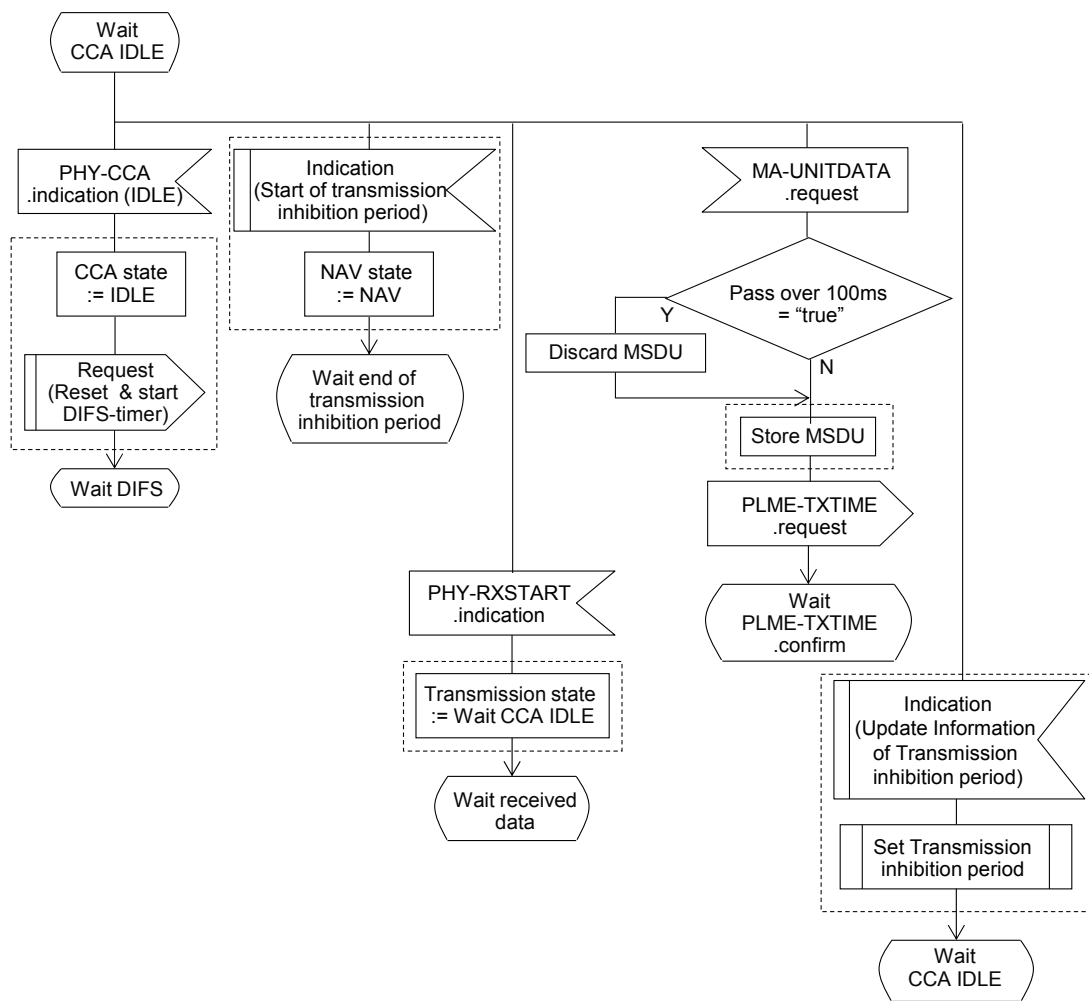 Wait
CCA IDLE
PHY-CCA
.indication (IDLE)
CCA state
:= IDLE
Request
(Reset & start
DIFS-timer)
Wait DIFS
Indication
(Start of transmission
inhibition period)
NAV state
:= NAV
Wait end of
transmission
inhibition period
PHY-RXSTART
.indication
Transmission state
:= Wait CCA IDLE
Wait received
data
MA-UNITDATA
.request
Pass over 100ms
= “true”
Y
Discard MSDU
N
Store MSDU
PLME-TXTIME
.request
Wait
PLME-TXTIME
.confirm
Indication
(Update Information
of Transmission
inhibition period)
Set Transmission
inhibition period
Wait
CCA IDLE